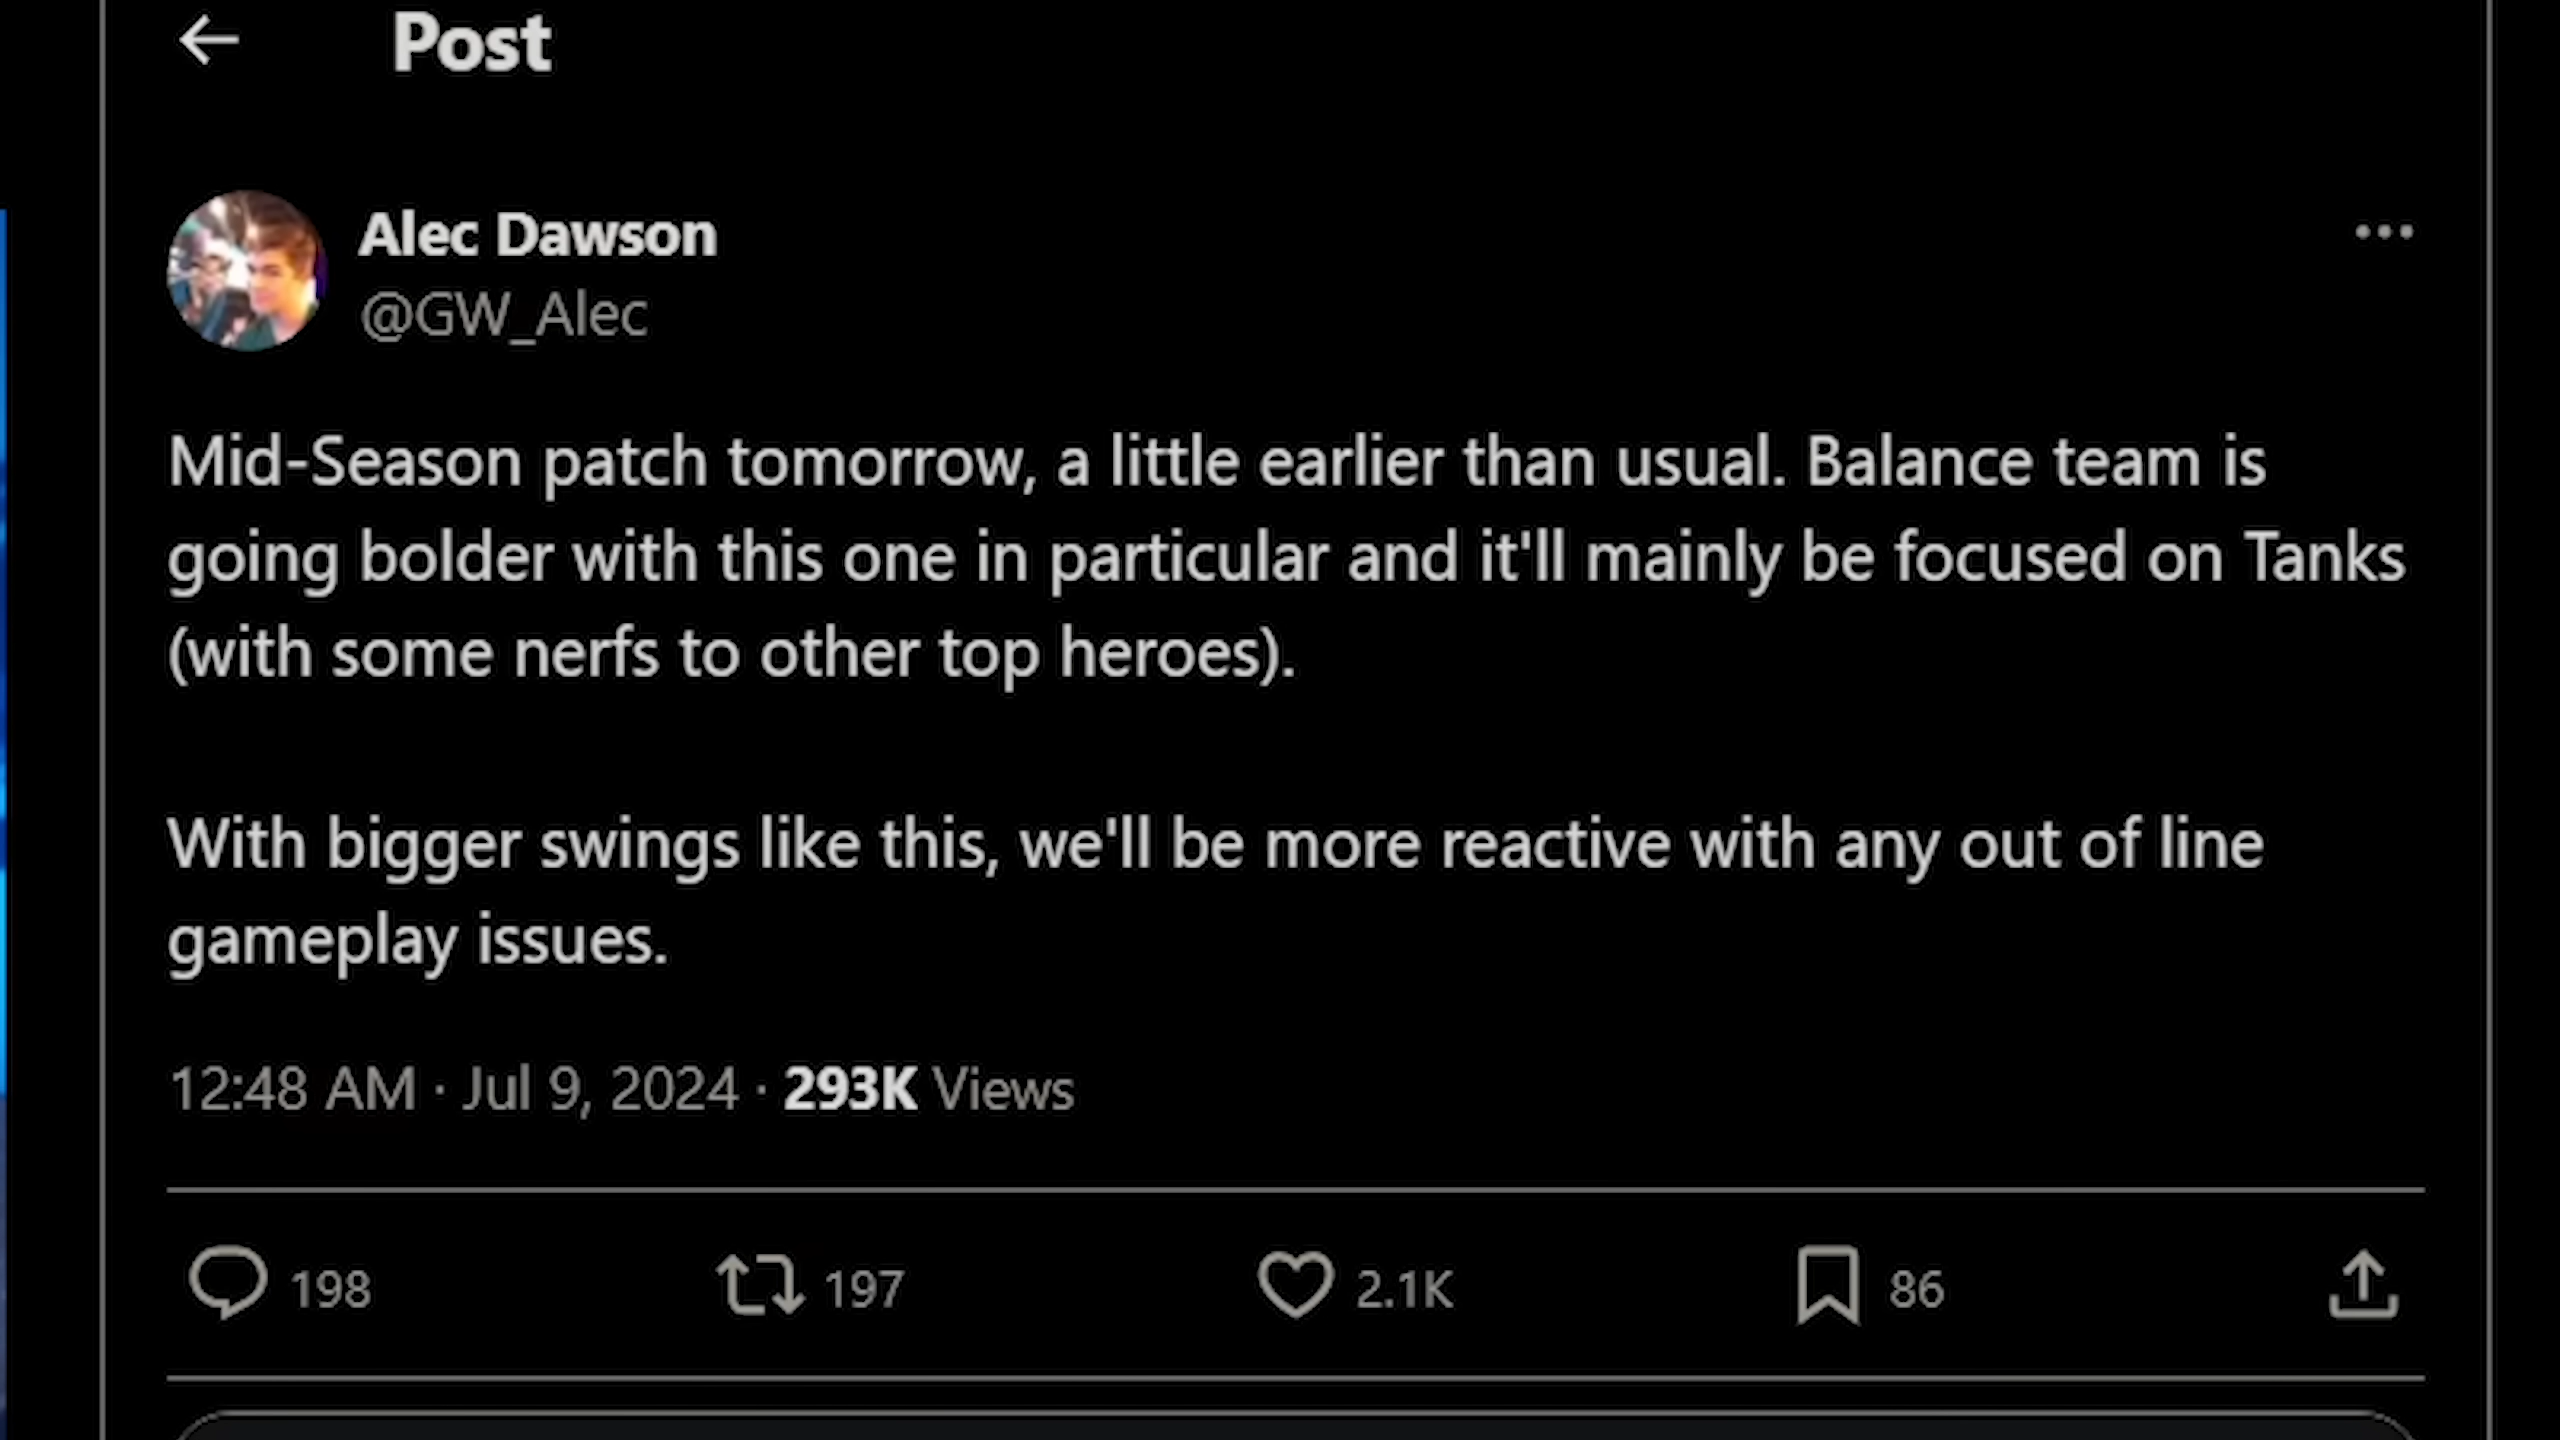 Post
Alec Dawson
@GW_Alec
Mid-Season patch tomorrow, a little earlier than usual. Balance team is
going bolder with this one in particular and it'll mainly be focused on Tanks
(with some nerfs to other top heroes).
With bigger swings like this, we'll be more reactive with any out of line
gameplay issues.
12:48 AM · Jul 9, 2024 · 293K Views
198 197 2.1K 86